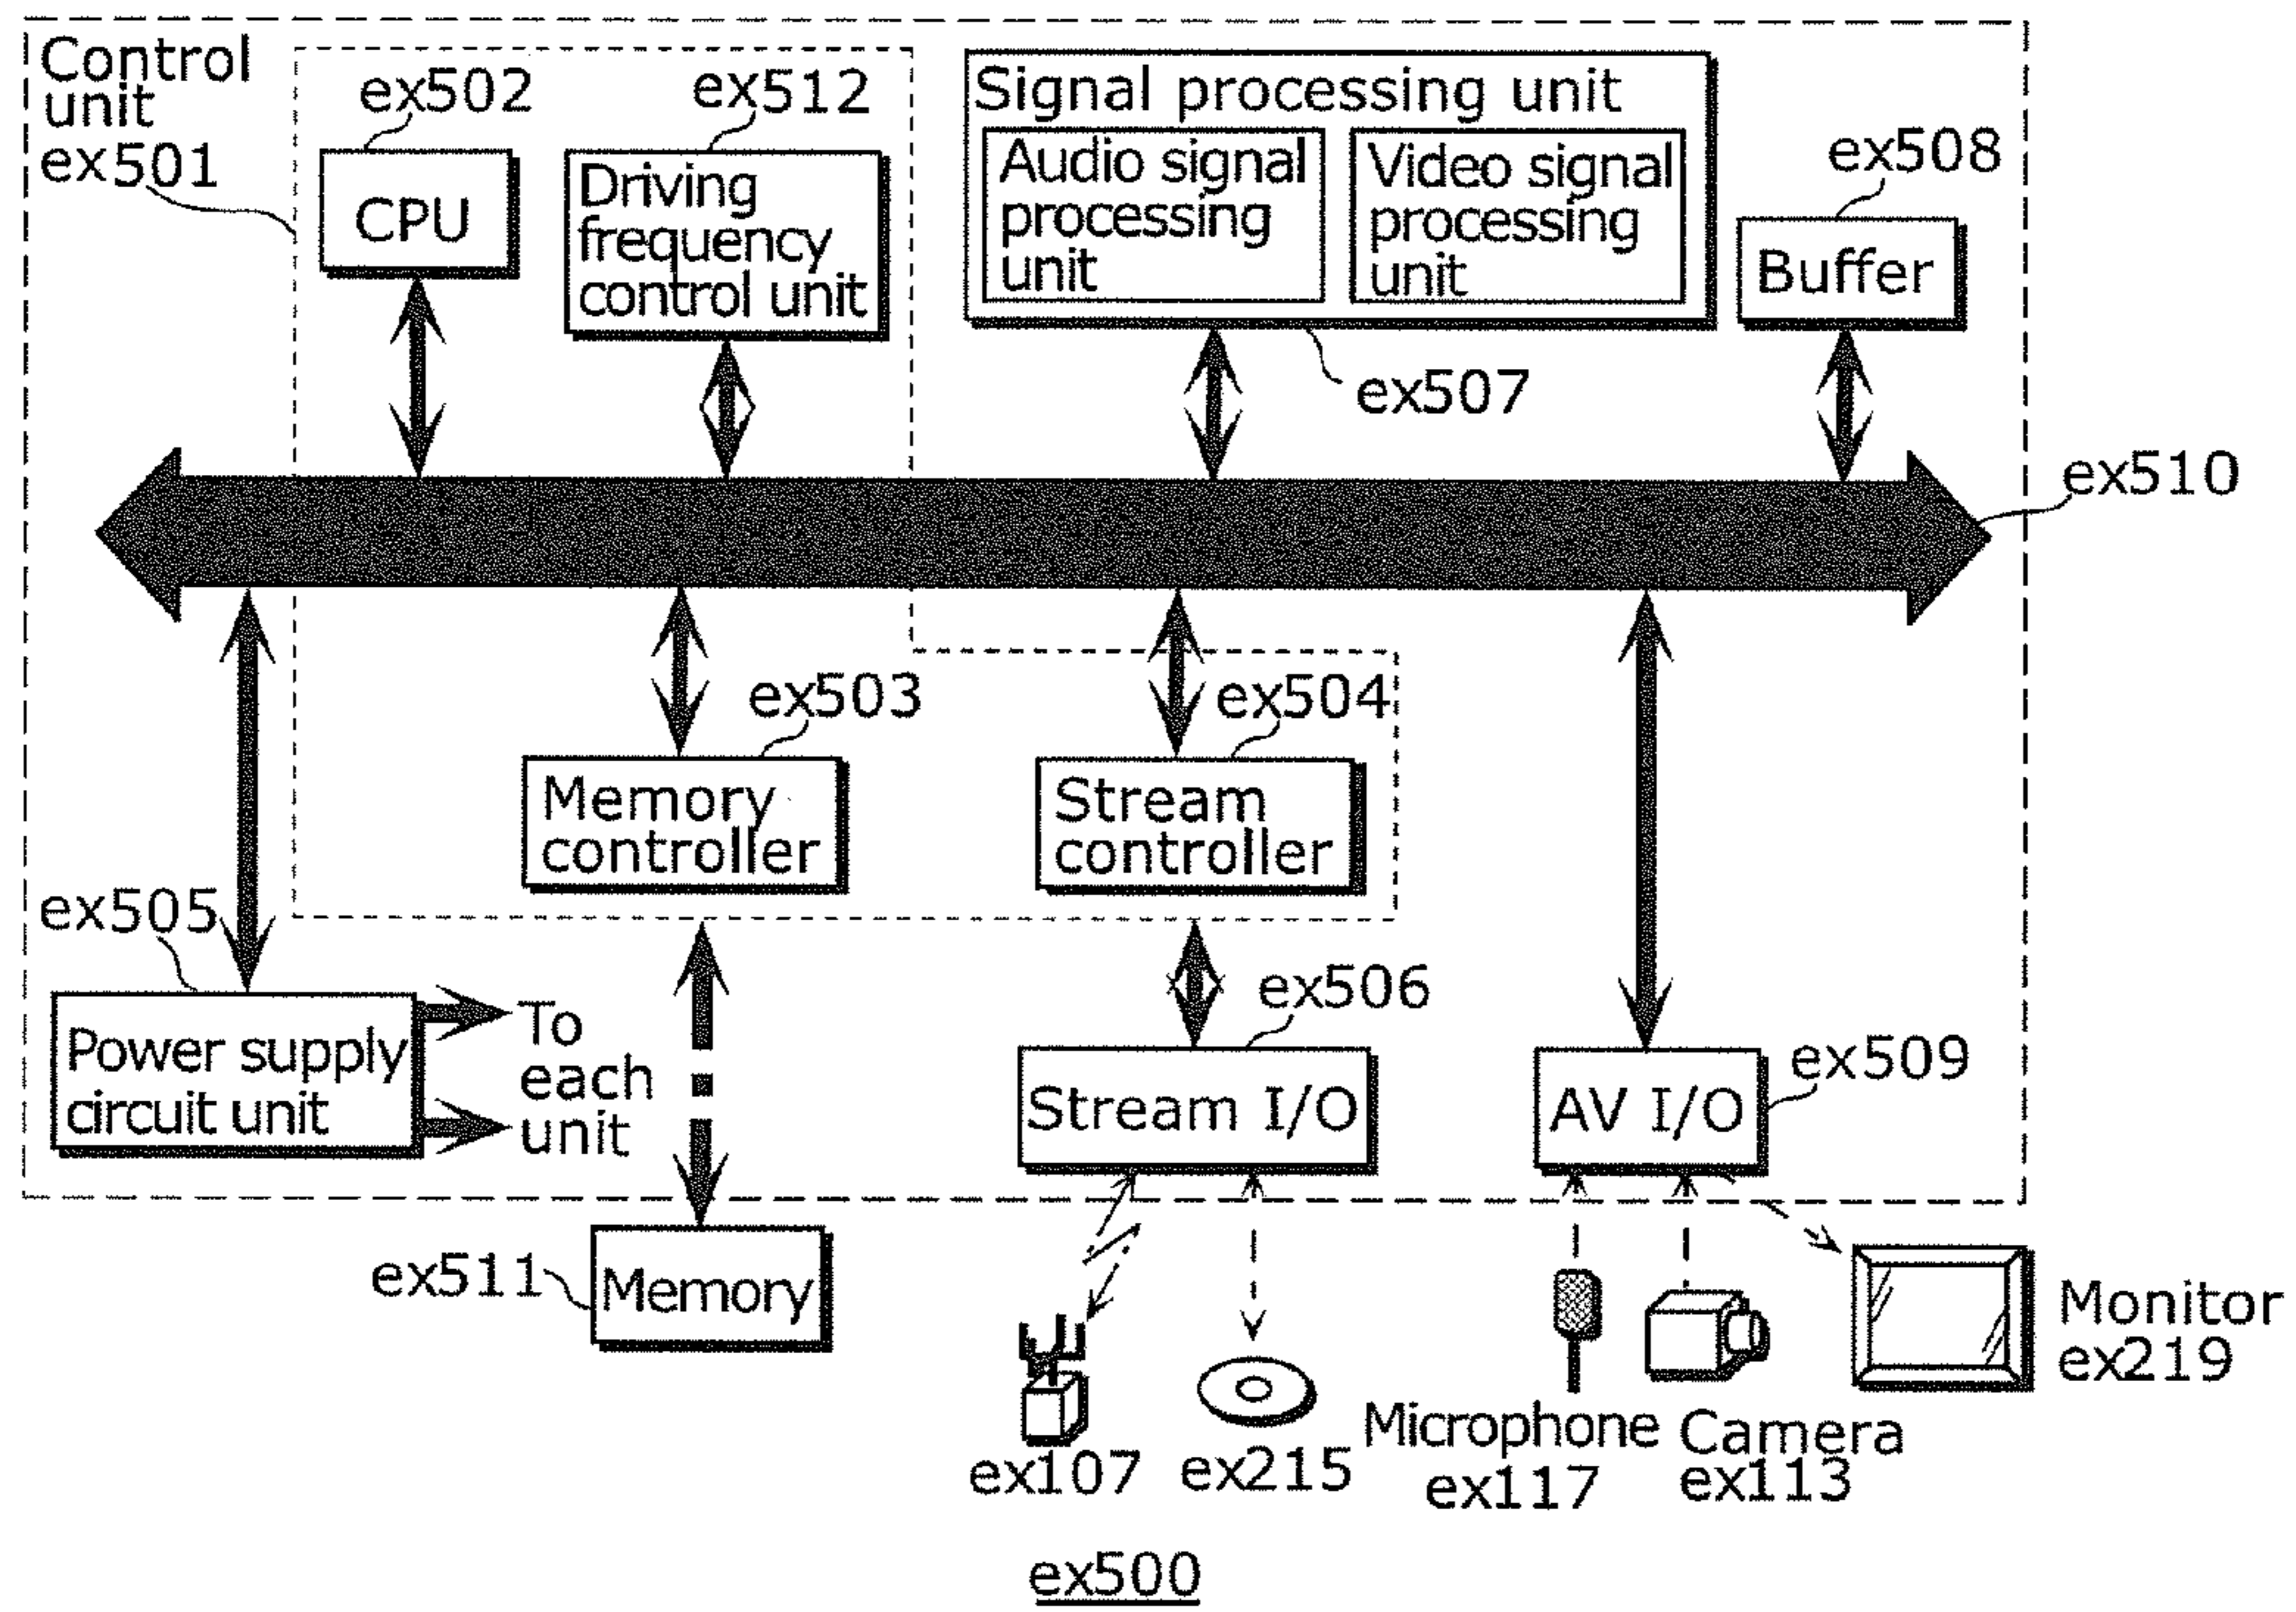 Control
unit
ex501
ex502
CPU
ex512
Driving
frequency
control unit
Signal processing unit
Audio signal
processing
unit
Video signal
processing
unit
ex507
ex508
Buffer
ex510
ex503
Memory
controller
ex504
Stream
controller
ex505
Power supply
circuit unit
To
each
unit
ex506
Stream I/O
ex509
AV I/O
ex511
Memory
ex107
ex215
Microphone
ex117
Camera
ex113
Monitor
ex219
ex500